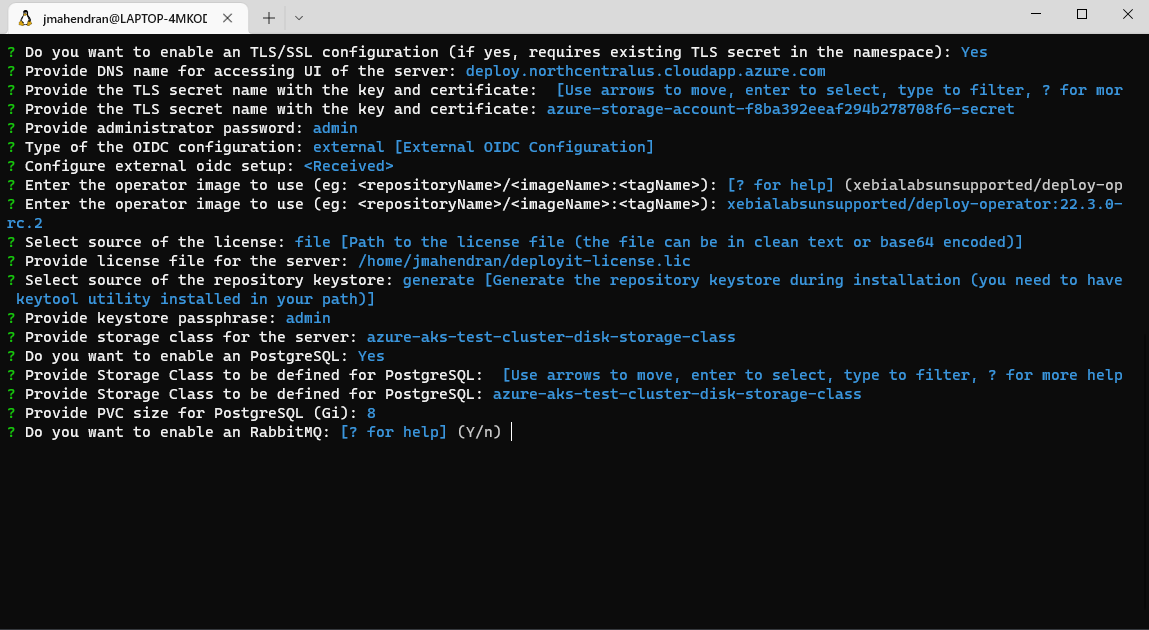 jmahendran@LAPTOP-4MKOD
? Do you want to enable an TLS/SSL configuration (if yes, requires existing TLS secret in the namespace): Yes
? Provide DNS name for accessing UI of the server: deploy.northcentralus.cloudapp.azure.com
? Provide the TLS secret name with the key and certificate:  [Use arrows to move, enter to select, type to filter, ? for mor
? Provide the TLS secret name with the key and certificate: azure-storage-account-f8ba392eeaf294b278708f6-secret
? Provide administrator password: admin
? Type of the OIDC configuration: external [External OIDC Configuration]
? Configure external oidc setup: <Received>
? Enter the operator image to use (eg: <repositoryName>/<imageName>:<tagName>): [? for help] (xebialabsunsupported/deploy-op
? Enter the operator image to use (eg: <repositoryName>/<imageName>:<tagName>): xebialabsunsupported/deploy-operator:22.3.0-
rc.2
? Select source of the license: file [Path to the license file (the file can be in clean text or base64 encoded)]
? Provide license file for the server: /home/jmahendran/deployit-license.lic
? Select source of the repository keystore: generate [Generate the repository keystore during installation (you need to have
keytool utility installed in your path)]
? Provide keystore passphrase: admin
? Provide storage class for the server: azure-aks-test-cluster-disk-storage-class
? Do you want to enable an PostgreSQL: Yes
? Provide Storage Class to be defined for PostgreSQL:  [Use arrows to move, enter to select, type to filter, ? for more help
? Provide Storage Class to be defined for PostgreSQL: azure-aks-test-cluster-disk-storage-class
? Provide PVC size for PostgreSQL (Gi): 8
? Do you want to enable an RabbitMQ: [? for help] (Y/n)